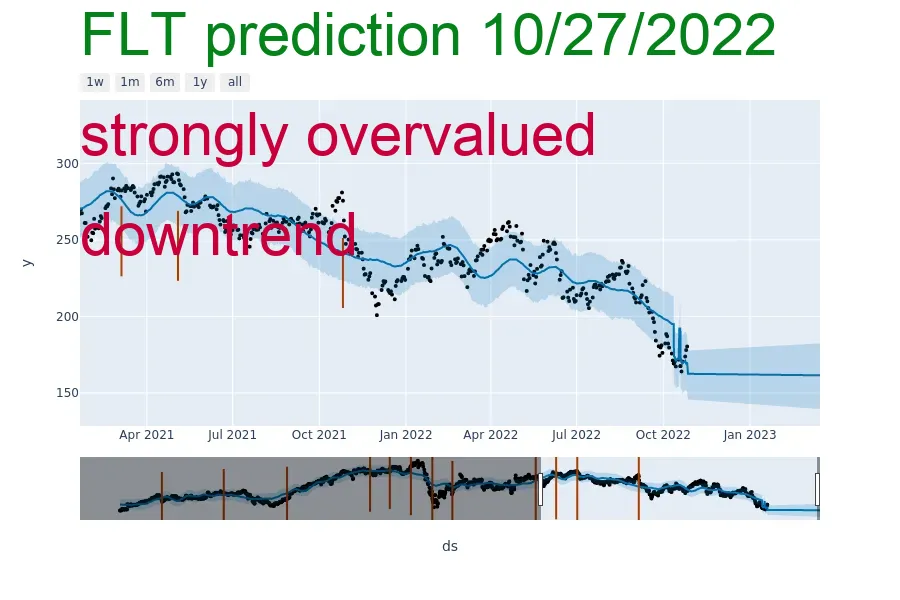 FLT prediction 10/27/2022
1w 1m 6m 1y all
strongly overvalued
300
downtrend
250
y
200
150
Apr 2021 Jul 2021 Oct 2021 Jan 2022 Apr 2022 Jul 2022 Oct 2022 Jan 2023
ds